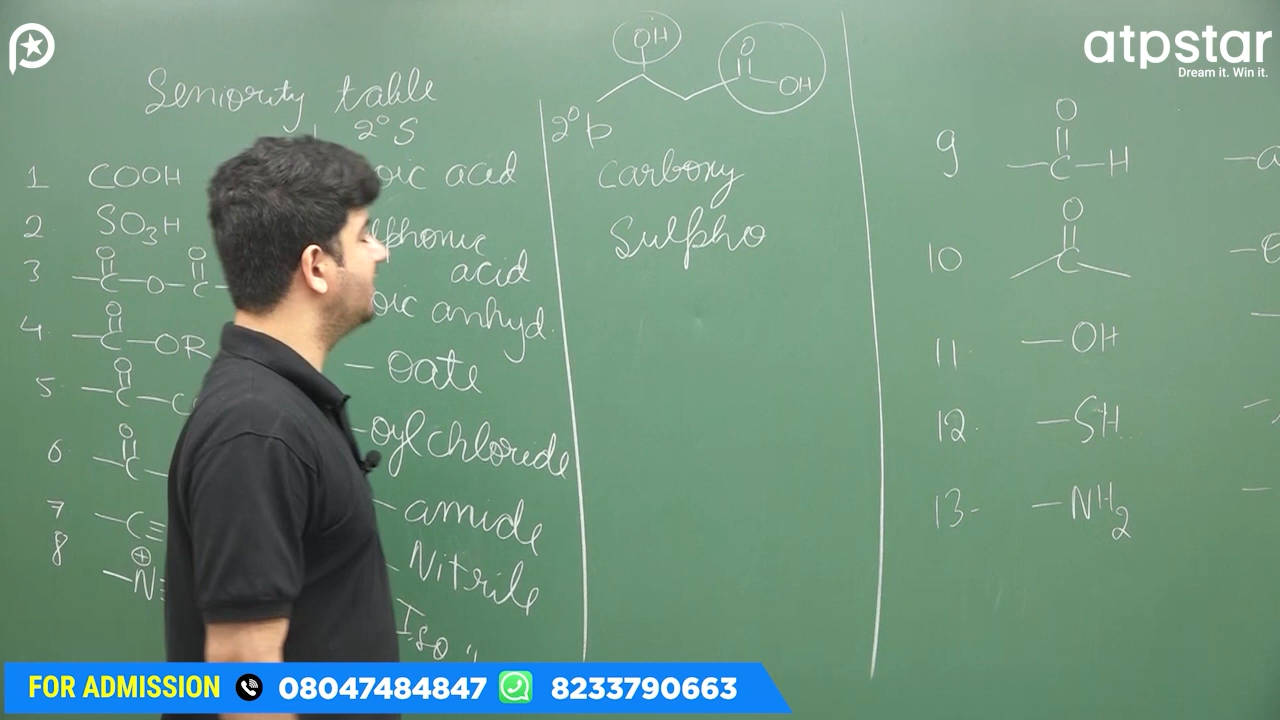 atpstar
Dream it. Win it.
Seniority table
2° S
1 COOH oic acid
2 SO3H lphonic
acid
3 C O O C O oic anhyd.
4. C O OR - Oate
5. C O - oyl chloride
6. C O - amide
7 -C≡ - Nitrile
8 -N⊕≡ Iso "
OH
O
OH
2° p
Carboxy
Sulpho
9 O
-C-H
10 O
C
11. -OH
12. -SH
13- -NH2
FOR ADMISSION 08047484847 8233790663